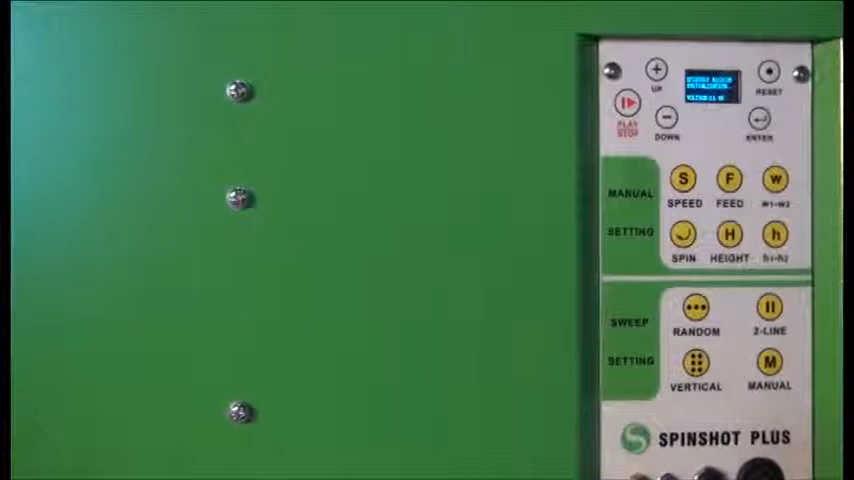 UP
RESET
PLAY
STOP
DOWN
ENTER
MANUAL
SETTING
S
F
W
SPEED
FEED
W1-W2
H
h
SPIN
HEIGHT
h1-h2
SWEEP
SETTING
RANDOM
2-LINE
M
VERTICAL
MANUAL
SPINSHOT PLUS